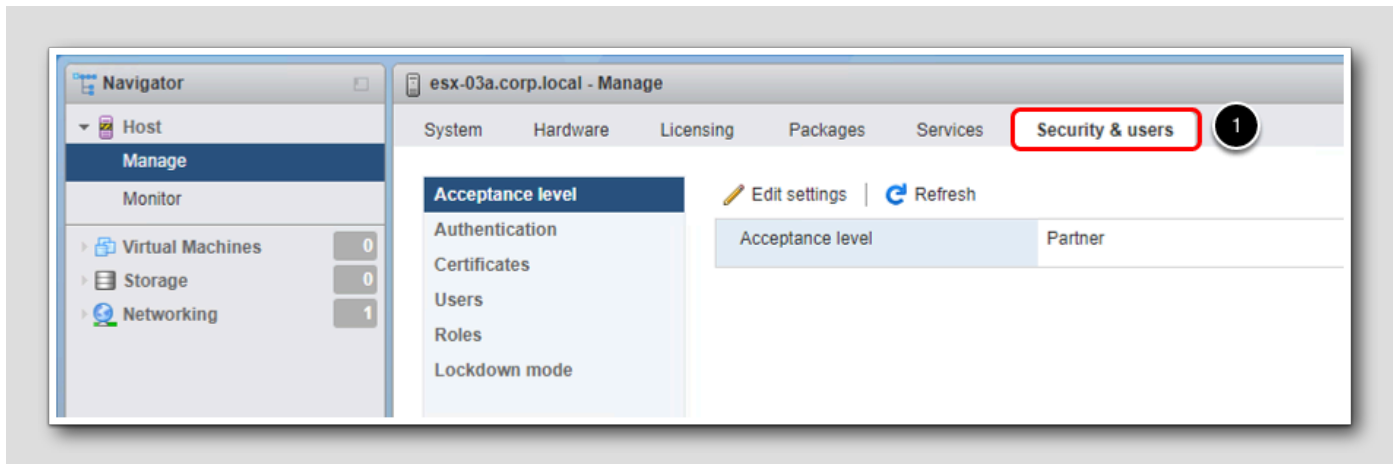 Navigator
Host
Manage
Monitor
Virtual Machines 0
Storage 0
Networking 1
esx-03a.corp.local - Manage
System Hardware Licensing Packages Services Security & users 1
Acceptance level
Authentication
Certificates
Users
Roles
Lockdown mode
Edit settings Refresh
Acceptance level Partner